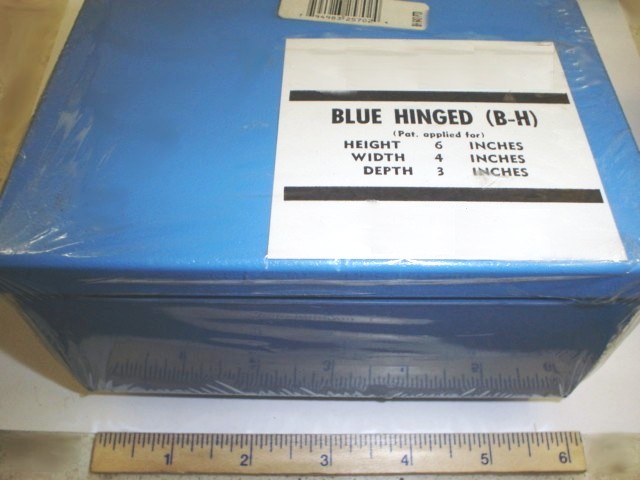 BLUE HINGED (B-H)
(Pat. applied for)
HEIGHT 6 INCHES
WIDTH 4 INCHES
DEPTH 3 INCHES
1 2 3 4 5 6